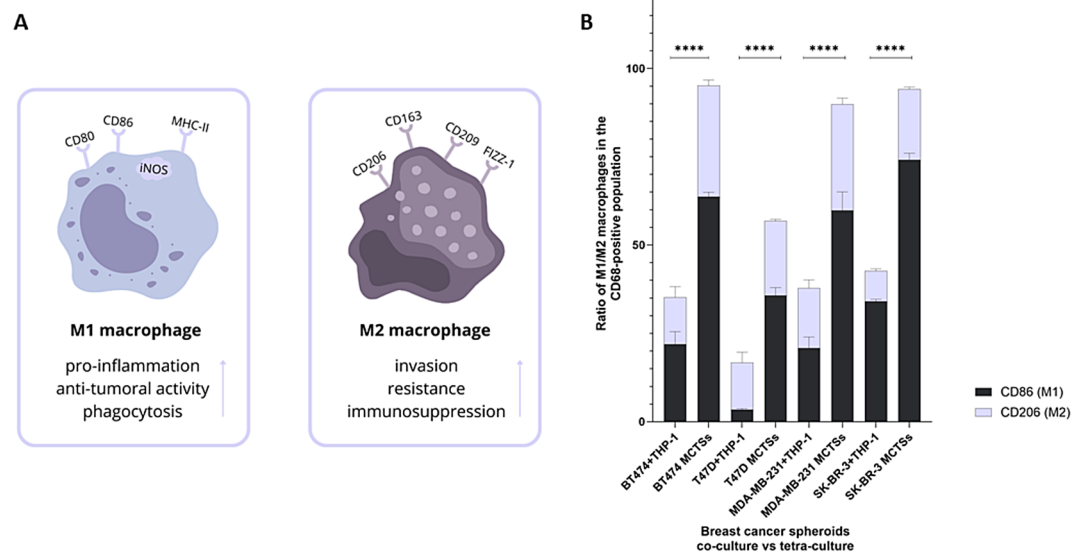 A
CD80
CD86
MHC-II
iNOS
M1 macrophage
pro-inflammation
anti-tumoral activity
phagocytosis
CD206
CD163
CD209
FIZZ-1
M2 macrophage
invasion
resistance
immunosuppression
B
Ratio of M1/M2 macrophages in the
CD68-positive population
100
50
0
****
****
****
****
BT474+THP-1
BT474 MCTSs
T47D+THP-1
T47D MCTSs
MDA-MB-231+THP-1
MDA-MB-231 MCTSs
SK-BR-3+THP-1
SK-BR-3 MCTSs
Breast cancer spheroids
co-culture vs tetra-culture
CD86 (M1)
CD206 (M2)